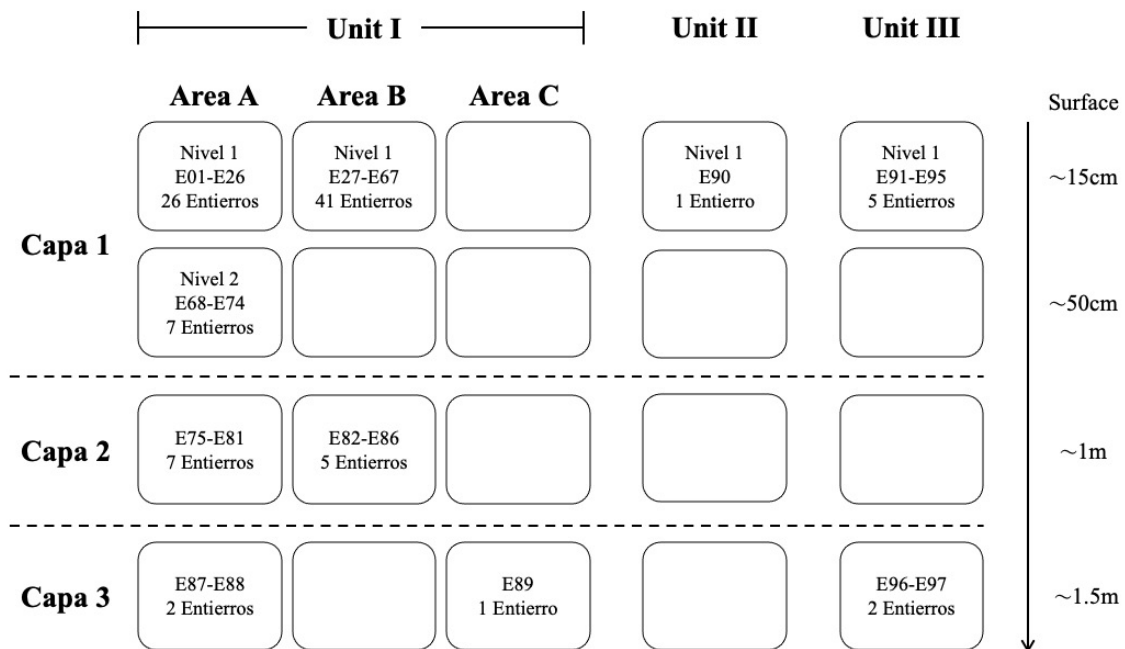 Unit I
Unit II
Unit III
Area A
Area B
Area C
Surface
Capa 1
Nivel 1
E01-E26
26 Entierros
Nivel 1
E27-E67
41 Entierros
Nivel 1
E90
1 Entierro
Nivel 1
E91-E95
5 Entierros
~15cm
Nivel 2
E68-E74
7 Entierros
~50cm
Capa 2
E75-E81
7 Entierros
E82-E86
5 Entierros
~1m
Capa 3
E87-E88
2 Entierros
E89
1 Entierro
E96-E97
2 Entierros
~1.5m